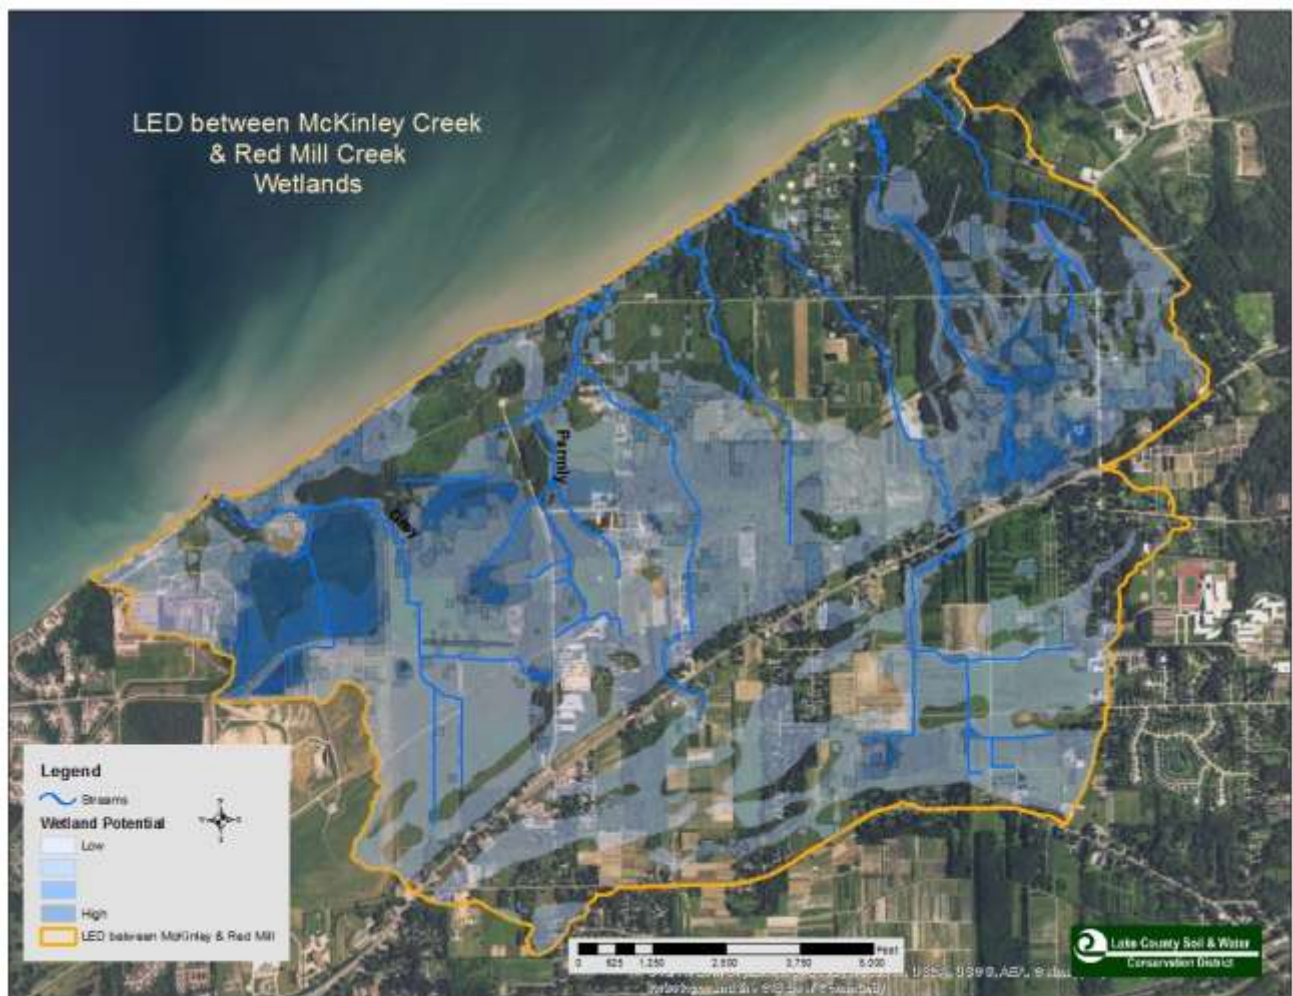 LED between McKinley Creek
& Red Mill Creek
Wetlands
Parmly
Legend
Streams
Wetland Potential
Low
High
LED between McKinley & Red Mill
Feet
0 625 1,250 2,500 3,750 5,000
Lake County Soil & Water
Conservation District